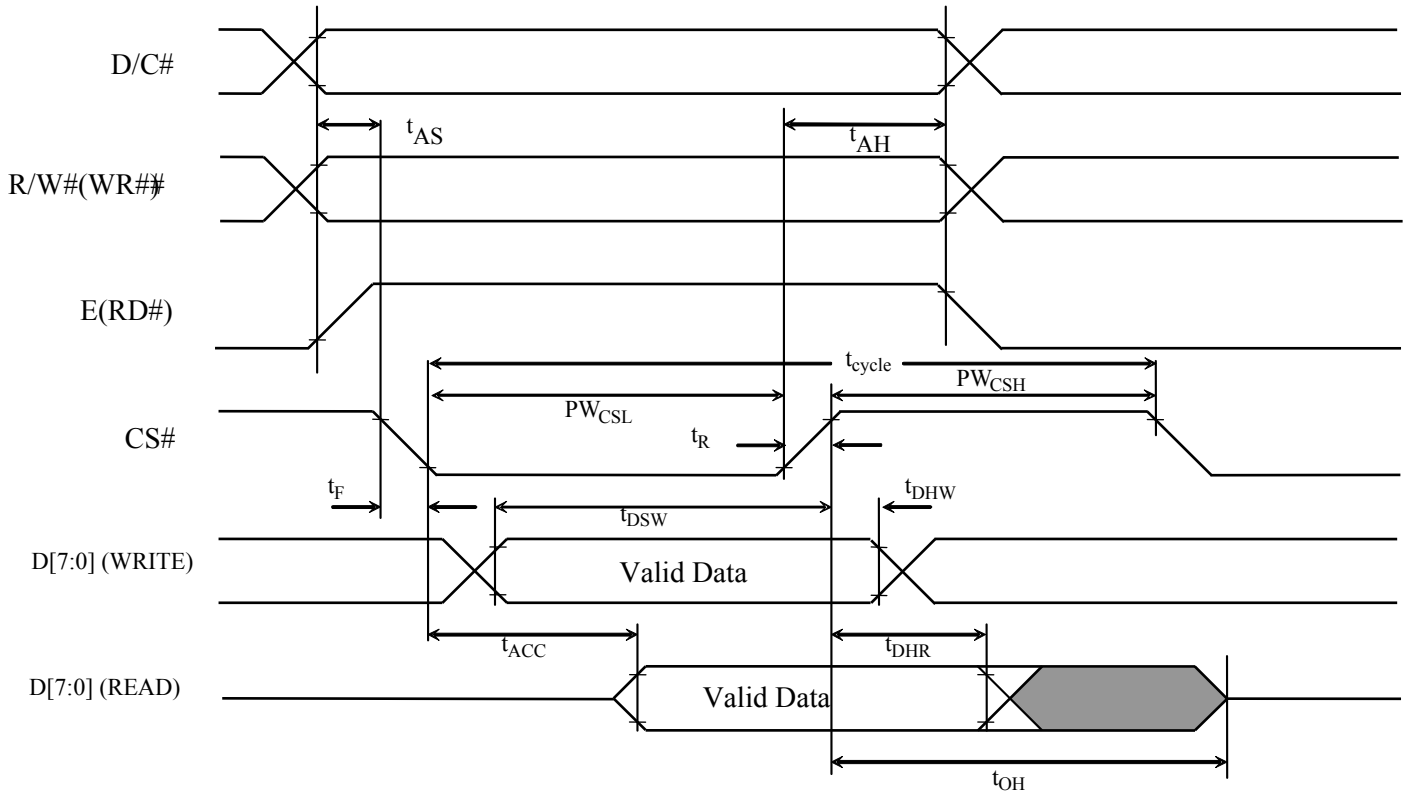 D/C#
tAS
tAH
R/W#(WR##)
E(RD#)
tcycle
PWCSH
PWCSL
CS#
tR
tF
tDHW
tDSW
D[7:0] (WRITE)
Valid Data
tACC
tDHR
D[7:0] (READ)
Valid Data
tOH